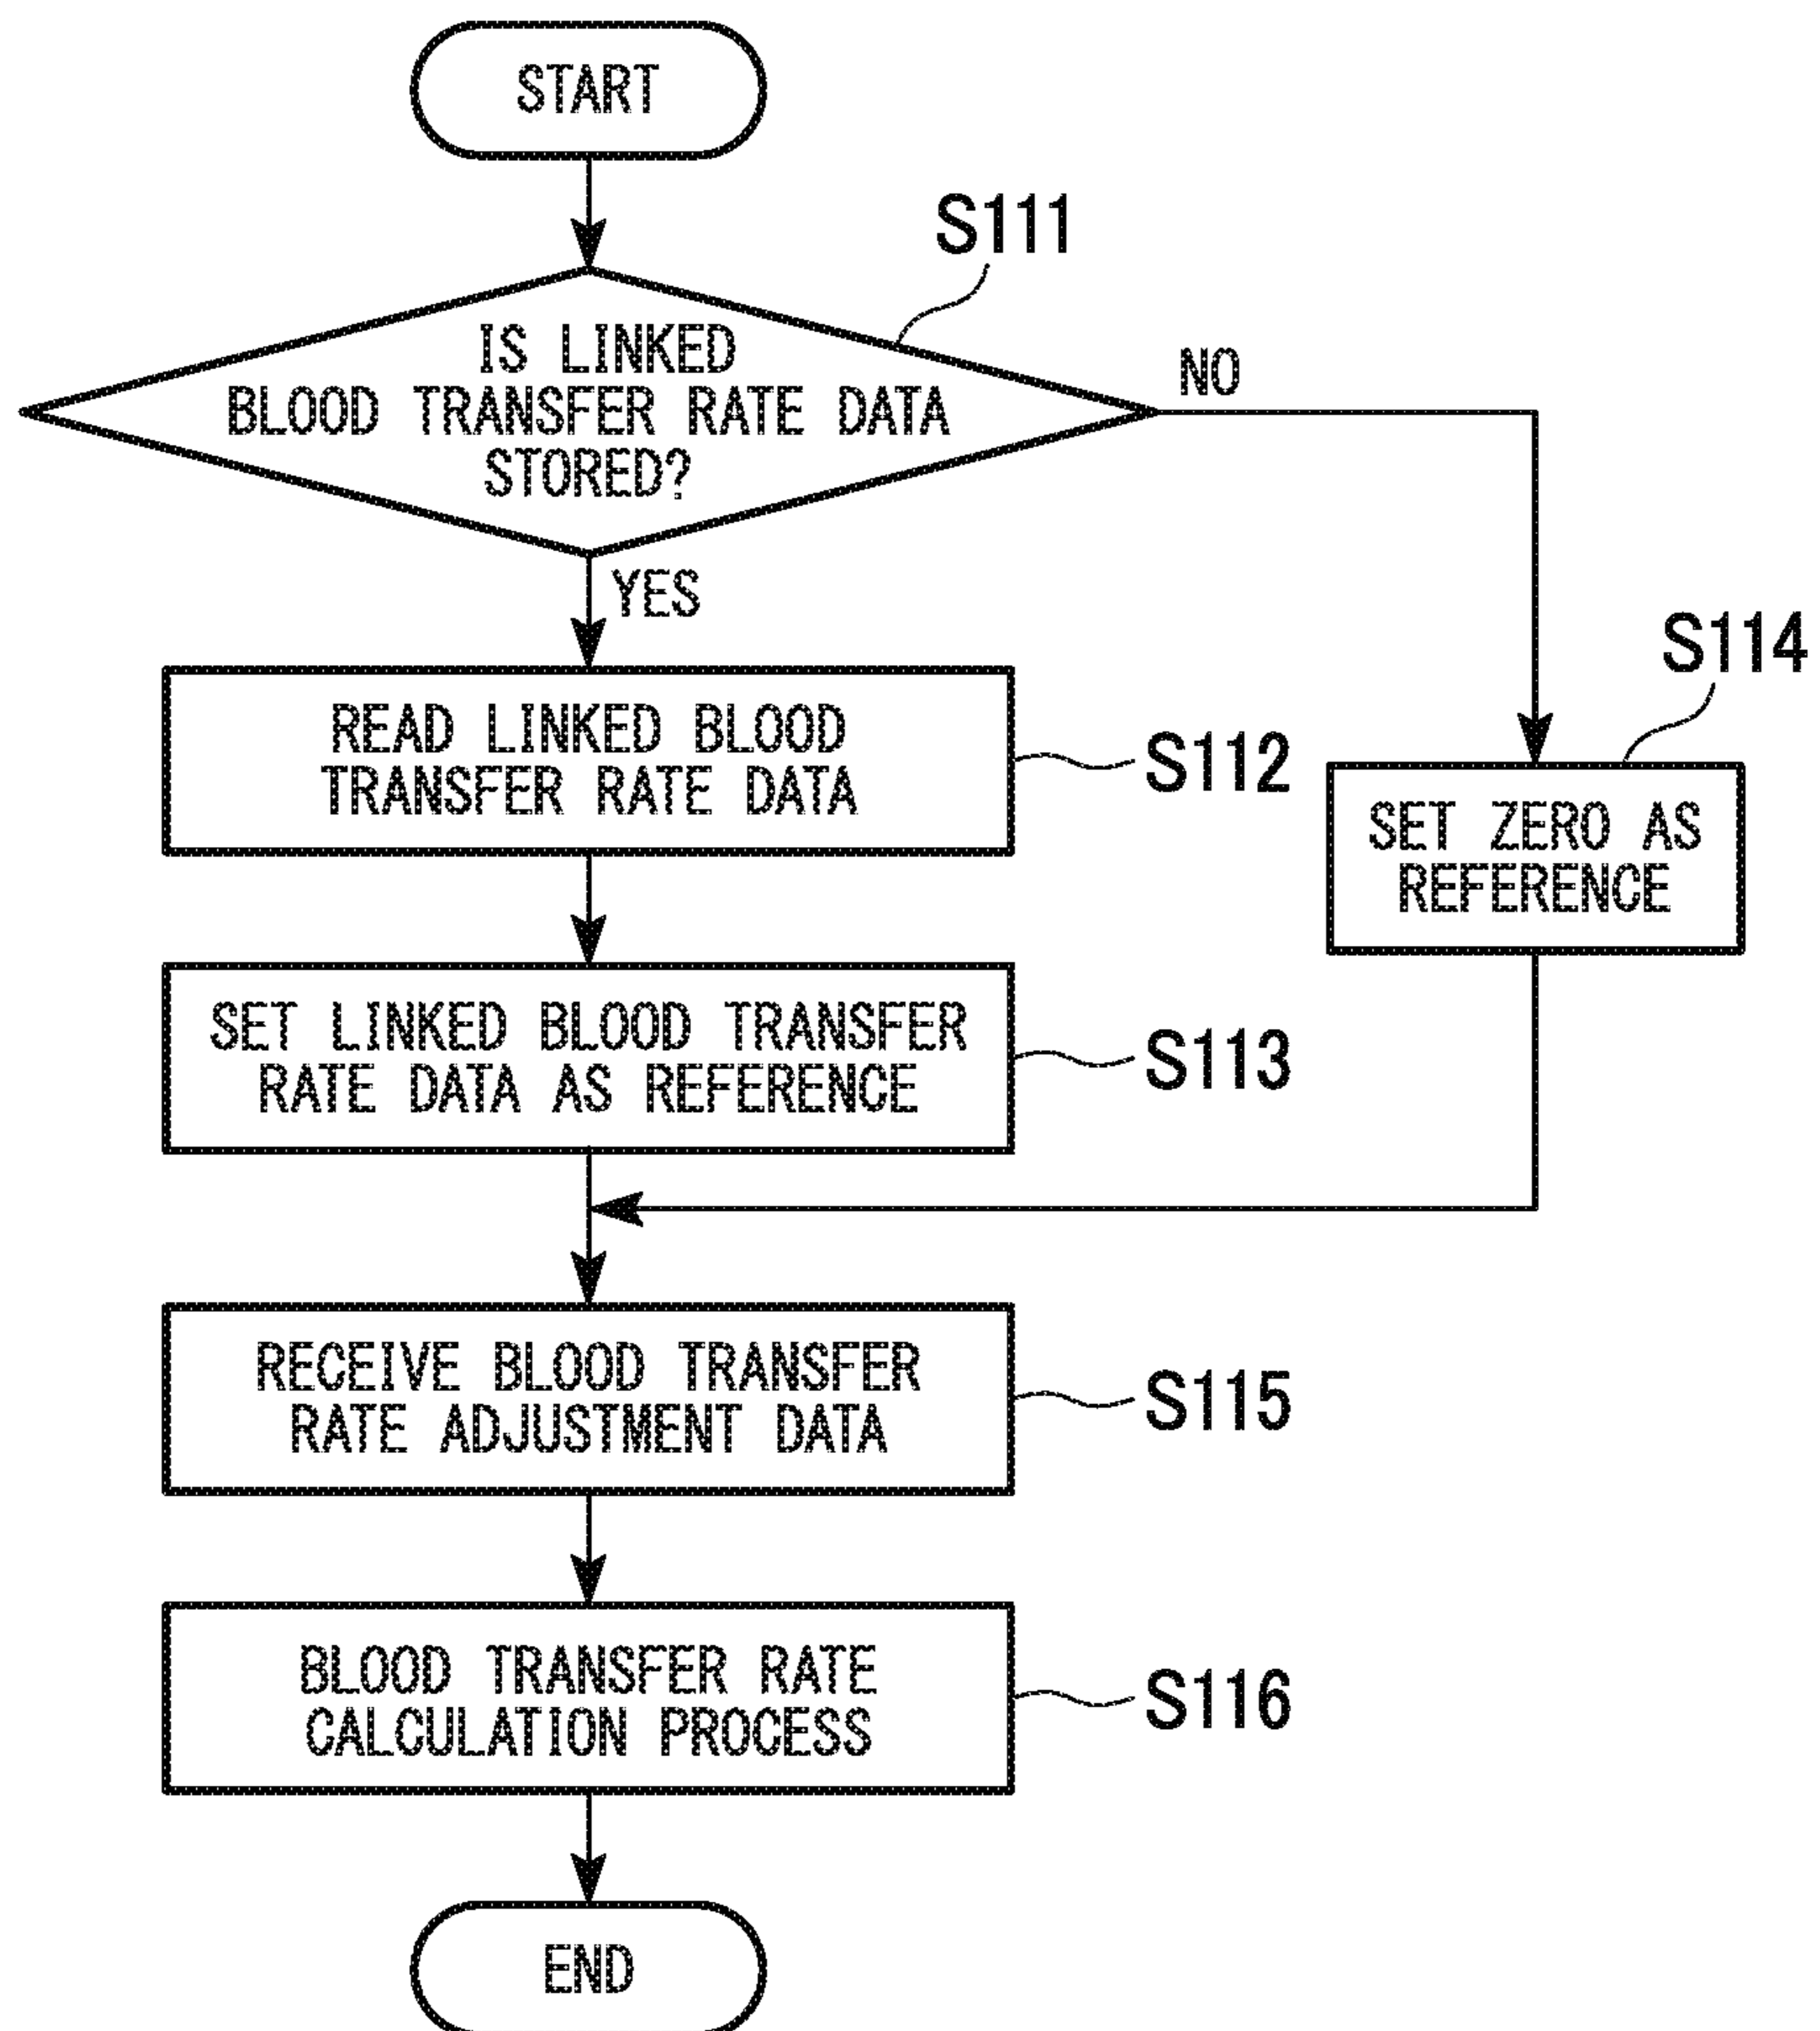 START
S111
IS LINKED
BLOOD TRANSFER RATE DATA
STORED?
NO
YES
READ LINKED BLOOD
TRANSFER RATE DATA
S112
S114
SET ZERO AS
REFERENCE
SET LINKED BLOOD TRANSFER
RATE DATA AS REFERENCE
S113
RECEIVE BLOOD TRANSFER
RATE ADJUSTMENT DATA
S115
BLOOD TRANSFER RATE
CALCULATION PROCESS
S116
END